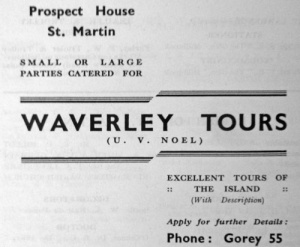 Prospect House
St. Martin
SMALL OR LARGE
PARTIES CATERED FOR
WAVERLEY TOURS
(U. V. NOEL)
EXCELLENT TOURS OF
:: THE ISLAND ::
(With Description)
Apply for further Details:
Phone: Gorey 55